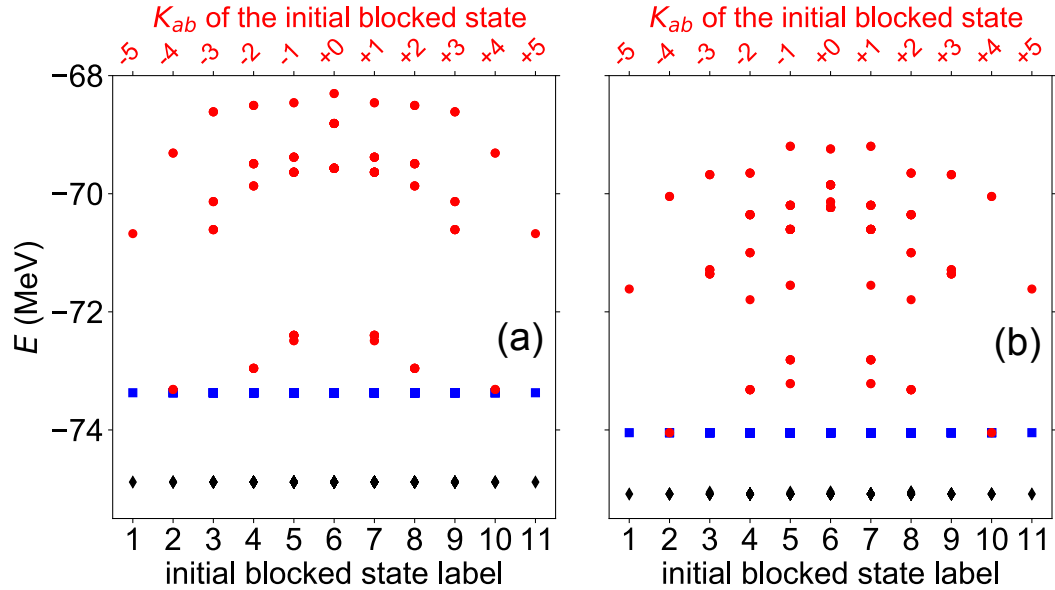 K_ab of the initial blocked state
-5 -4 -3 -2 -1 +0 +1 +2 +3 +4 +5
−68
−70
−72
−74
E (MeV)
(a)
1 2 3 4 5 6 7 8 9 10 11
initial blocked state label
K_ab of the initial blocked state
-5 -4 -3 -2 -1 +0 +1 +2 +3 +4 +5
(b)
1 2 3 4 5 6 7 8 9 10 11
initial blocked state label